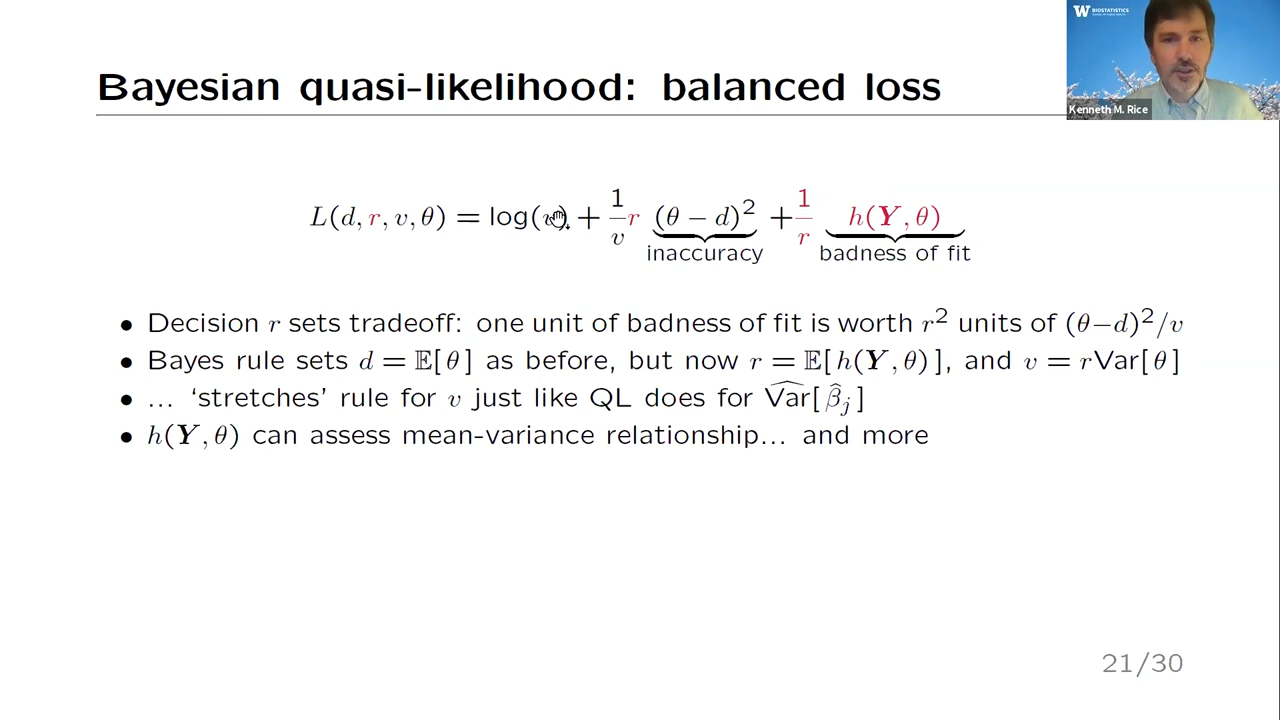 W BIOSTATISTICS
Kenneth M. Rice
Bayesian quasi-likelihood: balanced loss
L(d, r, v, θ) = log(v) + 1/v r (θ − d)² + 1/r h(Y, θ)
inaccuracy badness of fit
• Decision r sets tradeoff: one unit of badness of fit is worth r² units of (θ−d)²/v
• Bayes rule sets d = 𝔼[θ] as before, but now r = 𝔼[h(Y, θ)], and v = rVar[θ]
• ... ‘stretches’ rule for v just like QL does for V̂ar[β̂ⱼ]
• h(Y, θ) can assess mean-variance relationship... and more
21/30